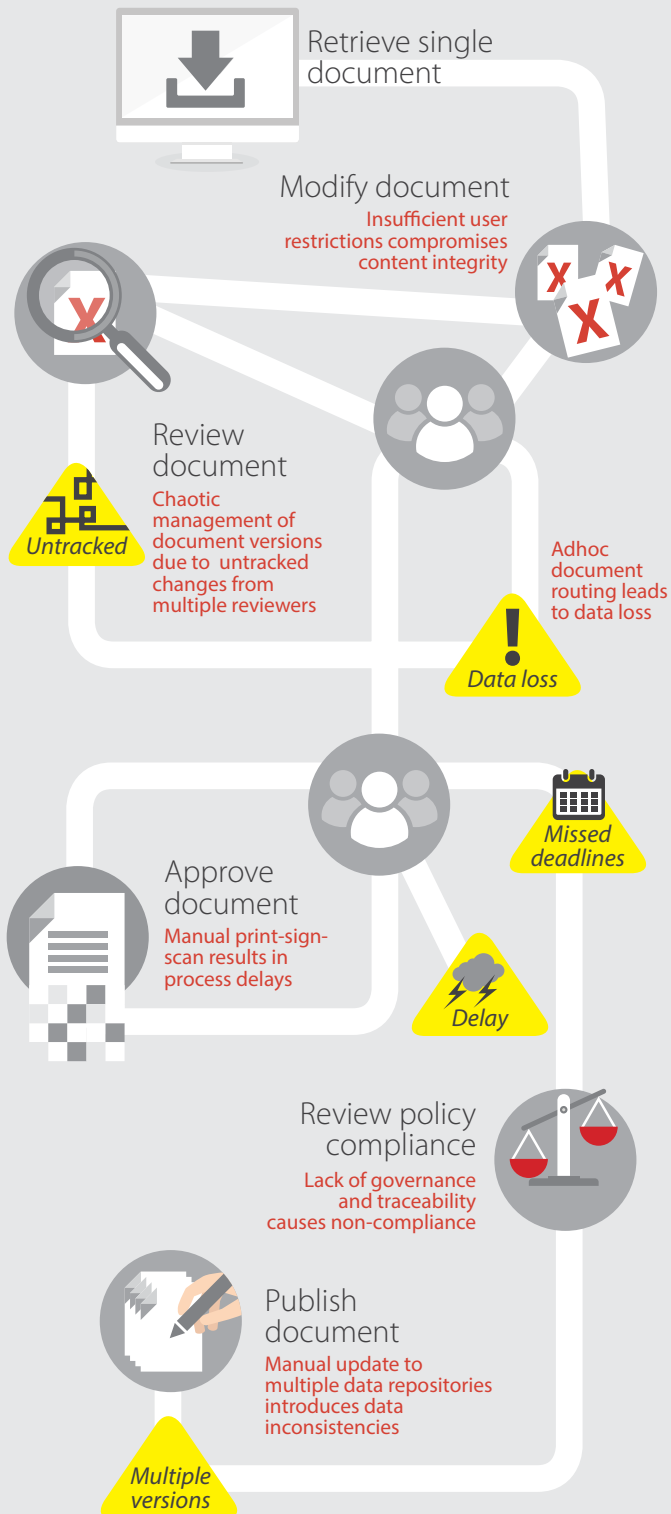 Retrieve single
document
Modify document
Insufficient user
restrictions compromises
content integrity
X
X
X
X
Review
document
Chaotic
management of
document versions
due to untracked
changes from
multiple reviewers
Untracked
Adhoc
document
routing leads
to data loss
!
Data loss
Missed
deadlines
Approve
document
Manual print-sign-
scan results in
process delays
Delay
Review policy
compliance
Lack of governance
and traceability
causes non-compliance
Publish
document
Manual update to
multiple data repositories
introduces data
inconsistencies
Multiple
versions